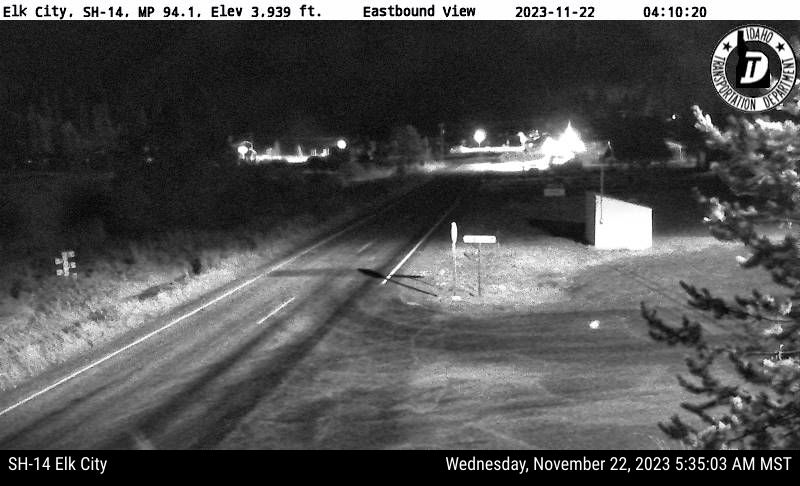 Elk City, SH-14, MP 94.1, Elev 3,939 ft. Eastbound View 2023-11-22 04:10:20
IDAHO
TRANSPORTATION DEPARTMENT
SH-14 Elk City Wednesday, November 22, 2023 5:35:03 AM MST